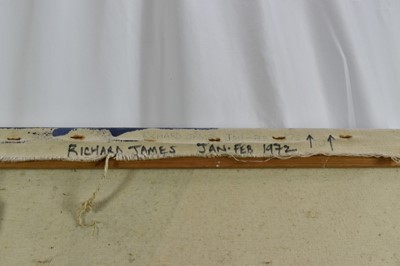 RICHARD JAMES JAN·FEB 1972 ↑ ↑